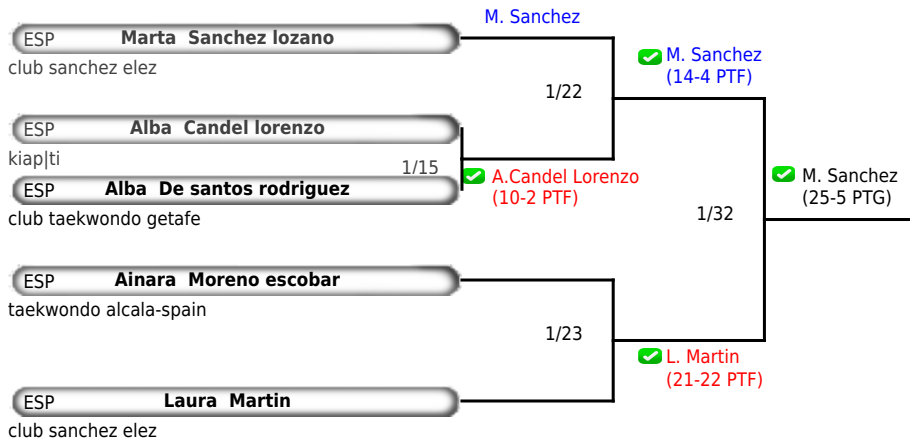 M. Sanchez
ESP Marta Sanchez lozano
club sanchez elez
M. Sanchez
(14-4 PTF)
1/22
ESP Alba Candel lorenzo
kiap|ti
1/15
ESP Alba De santos rodriguez
club taekwondo getafe
A.Candel Lorenzo
(10-2 PTF)
M. Sanchez
(25-5 PTG)
1/32
ESP Ainara Moreno escobar
taekwondo alcala-spain
1/23
L. Martin
(21-22 PTF)
ESP Laura Martin
club sanchez elez